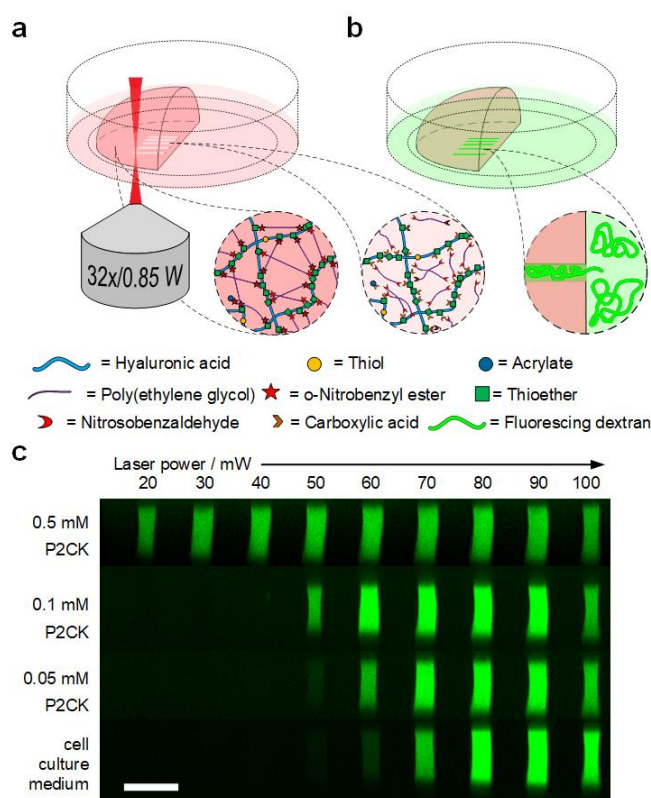 a
b
32x/0.85 W
= Hyaluronic acid = Thiol = Acrylate
= Poly(ethylene glycol) = o-Nitrobenzyl ester = Thioether
= Nitrosobenzaldehyde = Carboxylic acid = Fluorescing dextran
c
Laser power / mW
20 30 40 50 60 70 80 90 100
0.5 mM
P2CK
0.1 mM
P2CK
0.05 mM
P2CK
cell
culture
medium